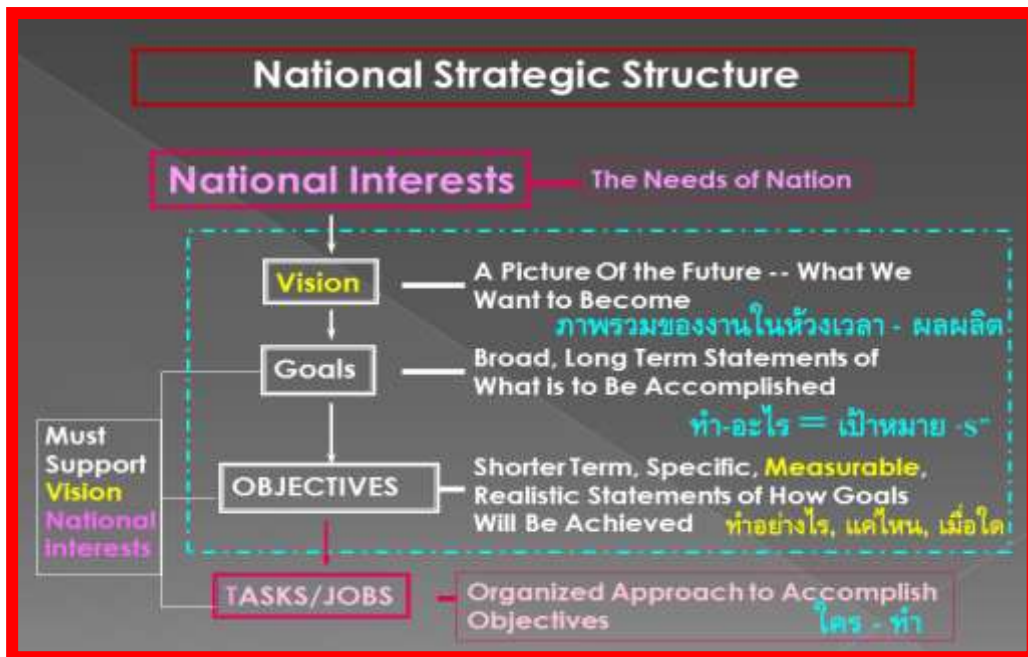 National Strategic Structure
National Interests
The Needs of Nation
Vision
A Picture Of the Future -- What We
Want to Become
ภาพรวมของงานในห้วงเวลา - ผลผลิต
Goals
Broad, Long Term Statements of
What is to Be Accomplished
ทำ-อะไร = เป้าหมาย
Must
Support
Vision
National
interests
OBJECTIVES
Shorter Term, Specific, Measurable,
Realistic Statements of How Goals
Will Be Achieved ทำอย่างไร, แค่ไหน, เมื่อใด
TASKS/JOBS
Organized Approach to Accomplish
Objectives ใคร - ทำ